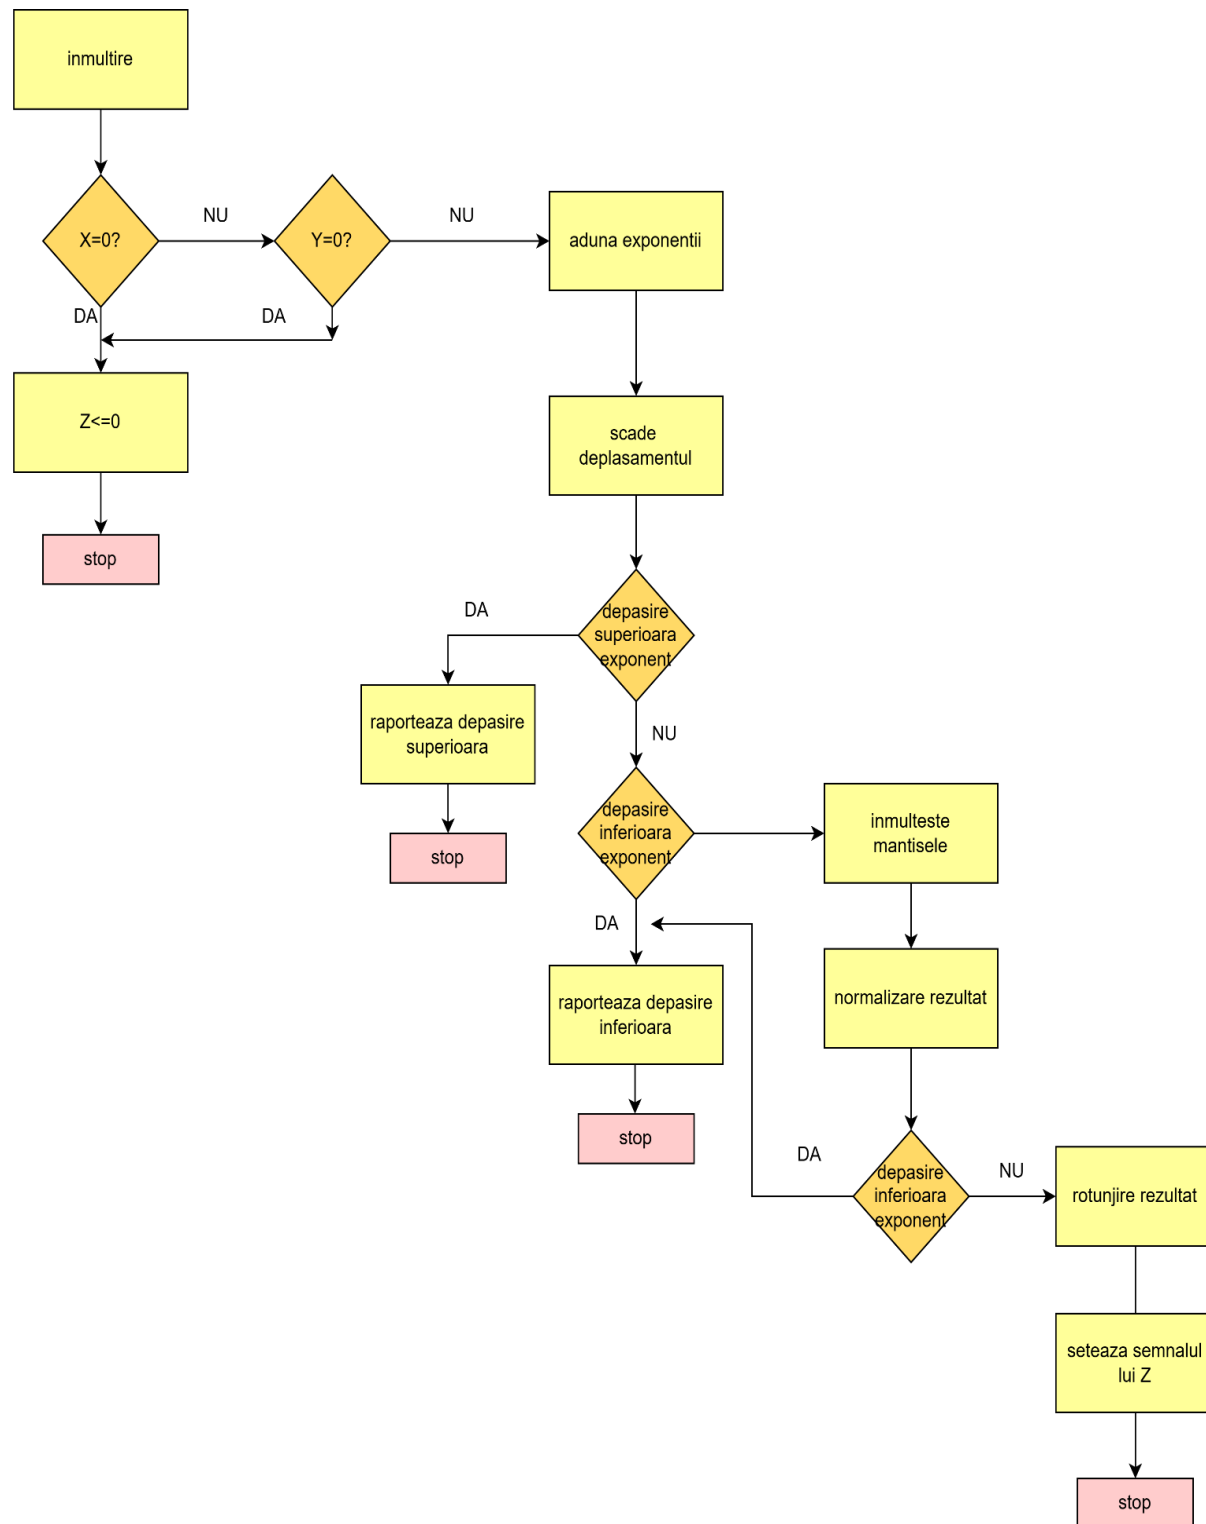 inmultire
X=0?
NU
Y=0?
NU
aduna exponentii
DA
DA
Z<=0
scade
deplasamentul
stop
depasire
superioara
exponent
DA
raporteaza depasire
superioara
NU
stop
depasire
inferioara
exponent
inmulteste
mantisele
DA
raporteaza depasire
inferioara
normalizare rezultat
stop
DA
depasire
inferioara
exponent
NU
rotunjire rezultat
seteaza semnalul
lui Z
stop